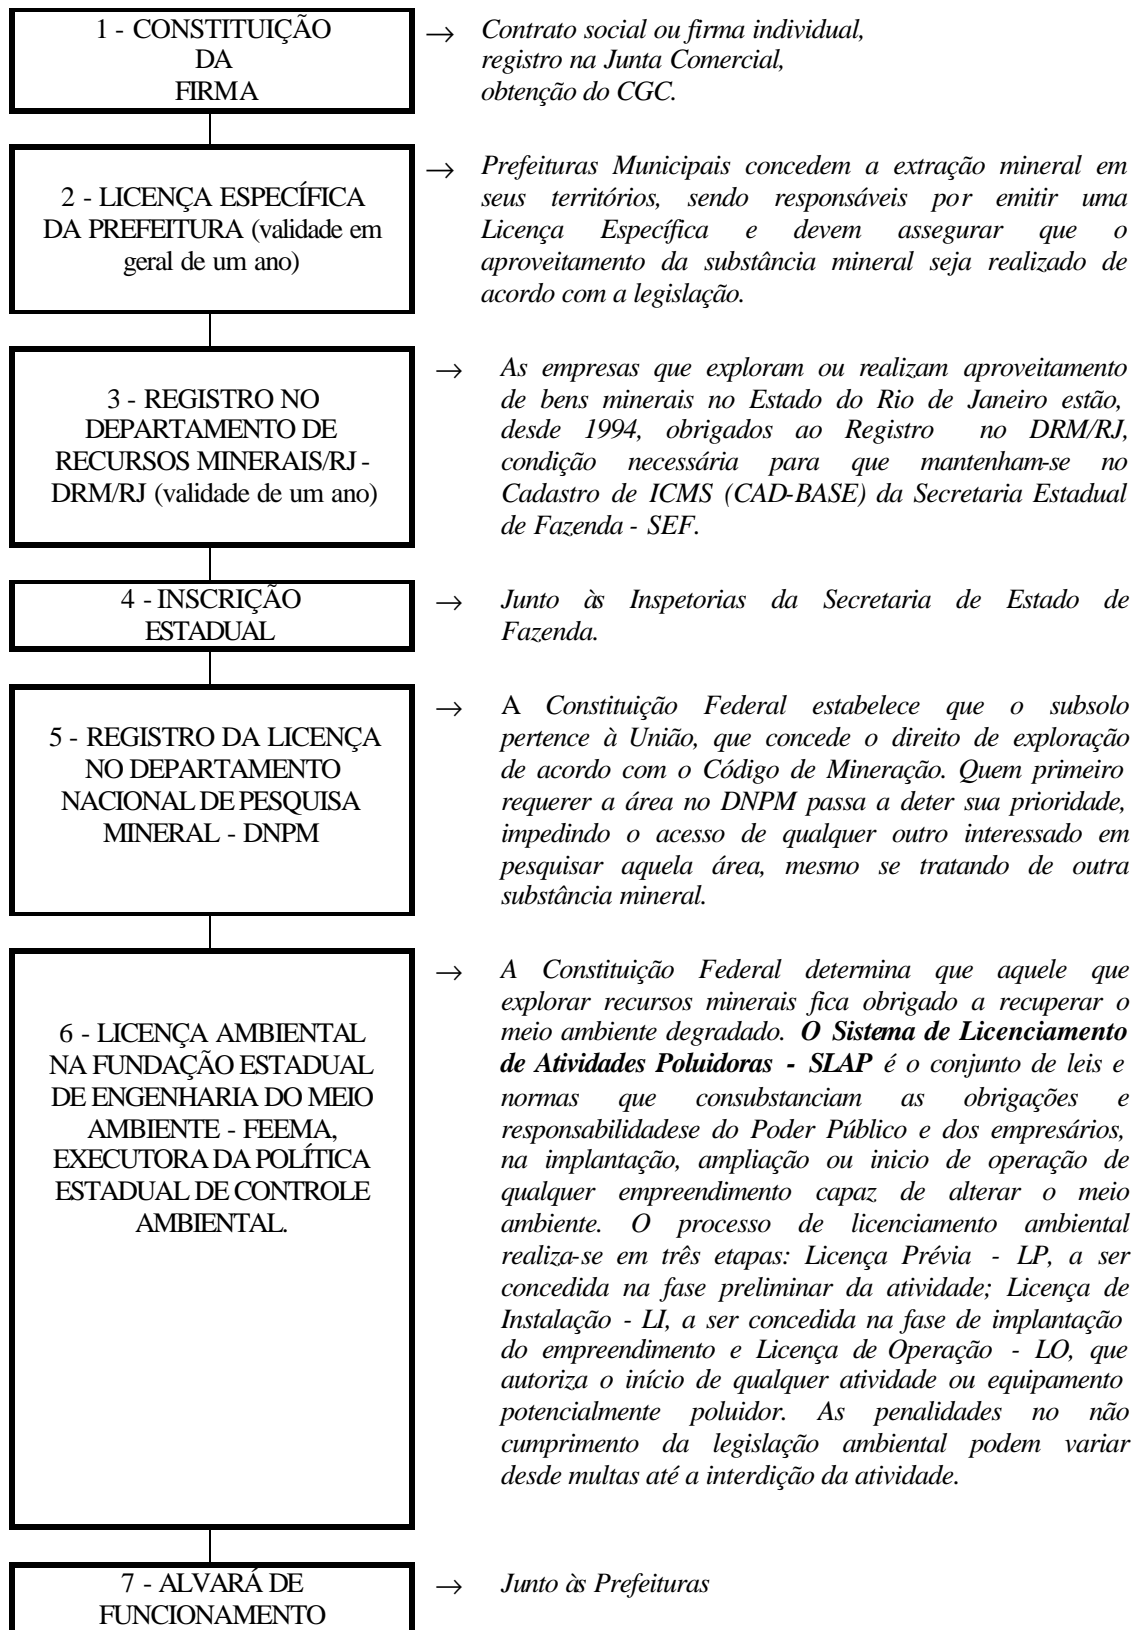 1 - CONSTITUIÇÃO
DA
FIRMA
→ Contrato social ou firma individual,
registro na Junta Comercial,
obtenção do CGC.
2 - LICENÇA ESPECÍFICA
DA PREFEITURA (validade em
geral de um ano)
→ Prefeituras Municipais concedem a extração mineral em
seus territórios, sendo responsáveis por emitir uma
Licença Específica e devem assegurar que o
aproveitamento da substância mineral seja realizado de
acordo com a legislação.
3 - REGISTRO NO
DEPARTAMENTO DE
RECURSOS MINERAIS/RJ -
DRM/RJ (validade de um ano)
→ As empresas que exploram ou realizam aproveitamento
de bens minerais no Estado do Rio de Janeiro estão,
desde 1994, obrigados ao Registro no DRM/RJ,
condição necessária para que mantenham-se no
Cadastro de ICMS (CAD-BASE) da Secretaria Estadual
de Fazenda - SEF.
4 - INSCRIÇÃO
ESTADUAL
→ Junto às Inspetorias da Secretaria de Estado de
Fazenda.
5 - REGISTRO DA LICENÇA
NO DEPARTAMENTO
NACIONAL DE PESQUISA
MINERAL - DNPM
→ A Constituição Federal estabelece que o subsolo
pertence à União, que concede o direito de exploração
de acordo com o Código de Mineração. Quem primeiro
requerer a área no DNPM passa a deter sua prioridade,
impedindo o acesso de qualquer outro interessado em
pesquisar aquela área, mesmo se tratando de outra
substância mineral.
6 - LICENÇA AMBIENTAL
NA FUNDAÇÃO ESTADUAL
DE ENGENHARIA DO MEIO
AMBIENTE - FEEMA,
EXECUTORA DA POLÍTICA
ESTADUAL DE CONTROLE
AMBIENTAL.
→ A Constituição Federal determina que aquele que
explorar recursos minerais fica obrigado a recuperar o
meio ambiente degradado. O Sistema de Licenciamento
de Atividades Poluidoras - SLAP é o conjunto de leis e
normas que consubstanciam as obrigações e
responsabilidadese do Poder Público e dos empresários,
na implantação, ampliação ou inicio de operação de
qualquer empreendimento capaz de alterar o meio
ambiente. O processo de licenciamento ambiental
realiza-se em três etapas: Licença Prévia - LP, a ser
concedida na fase preliminar da atividade; Licença de
Instalação - LI, a ser concedida na fase de implantação
do empreendimento e Licença de Operação - LO, que
autoriza o início de qualquer atividade ou equipamento
potencialmente poluidor. As penalidades no não
cumprimento da legislação ambiental podem variar
desde multas até a interdição da atividade.
7 - ALVARÁ DE
FUNCIONAMENTO
→ Junto às Prefeituras